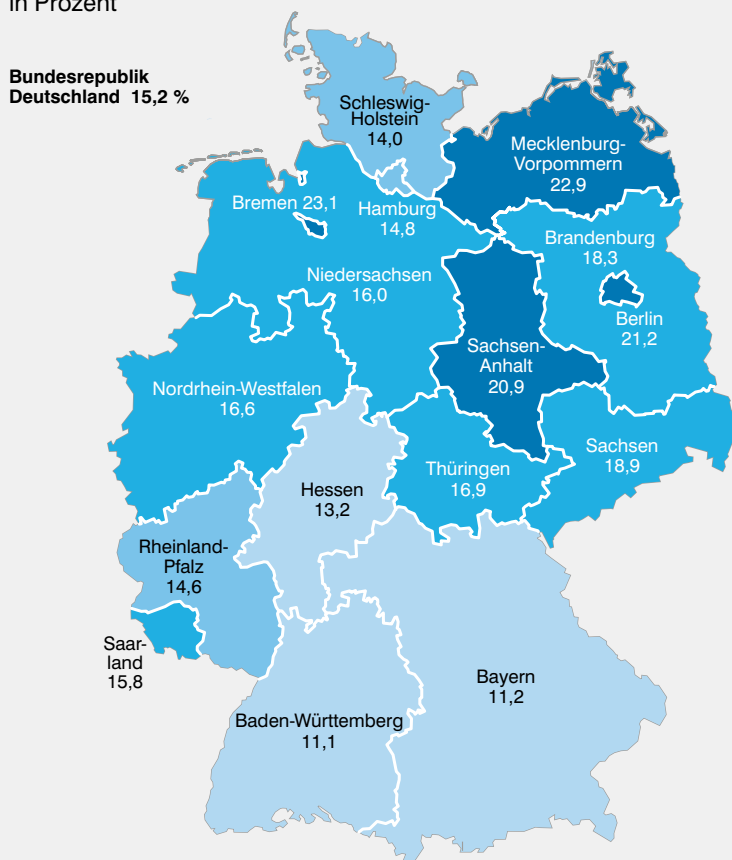 in Prozent
Bundesrepublik
Deutschland 15,2 %
Schleswig-
Holstein
14,0
Mecklenburg-
Vorpommern
22,9
Bremen 23,1
Hamburg
14,8
Brandenburg
18,3
Niedersachsen
16,0
Berlin
21,2
Sachsen-
Anhalt
20,9
Nordrhein-Westfalen
16,6
Sachsen
18,9
Thüringen
16,9
Hessen
13,2
Rheinland-
Pfalz
14,6
Saar-
land
15,8
Bayern
11,2
Baden-Württemberg
11,1